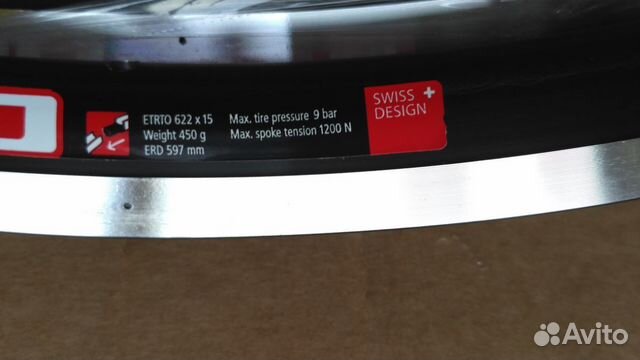 ETRTO 622 x 15
Weight 450 g
ERD 597 mm
Max. tire pressure 9 bar
Max. spoke tension 1200 N
SWISS
DESIGN
Avito